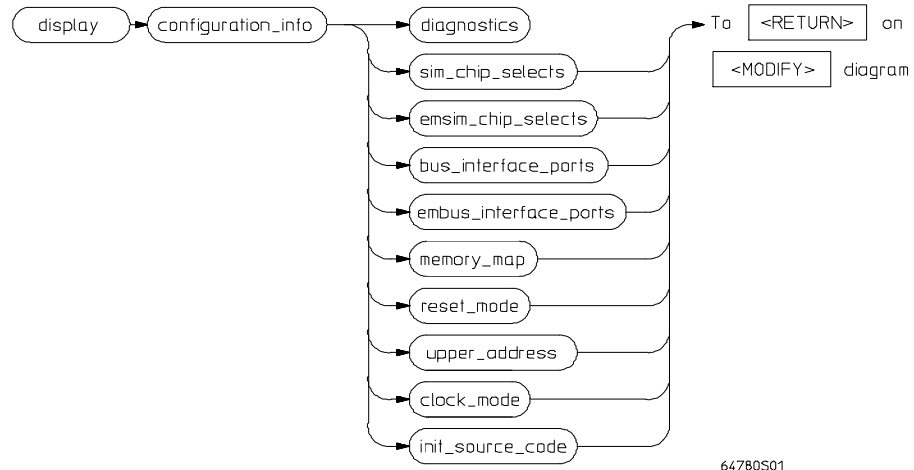 display configuration_info diagnostics To <RETURN> on
sim_chip_selects <MODIFY> diagram
emsim_chip_selects
bus_interface_ports
embus_interface_ports
memory_map
reset_mode
upper_address
clock_mode
init_source_code
64780S01